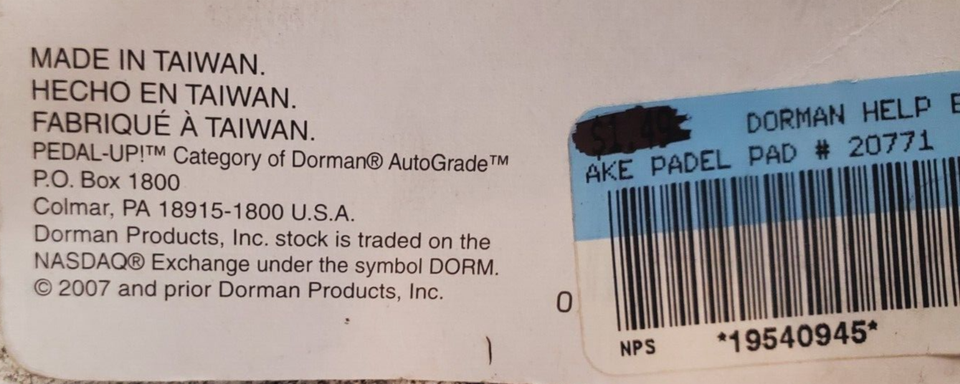 MADE IN TAIWAN.
HECHO EN TAIWAN.
FABRIQUÉ À TAIWAN.
PEDAL-UP!™ Category of Dorman® AutoGrade™
P.O. Box 1800
Colmar, PA 18915-1800 U.S.A.
Dorman Products, Inc. stock is traded on the
NASDAQ® Exchange under the symbol DORM.
© 2007 and prior Dorman Products, Inc.
0
DORMAN HELP
AKE PADEL PAD # 20771
NPS *19540945*